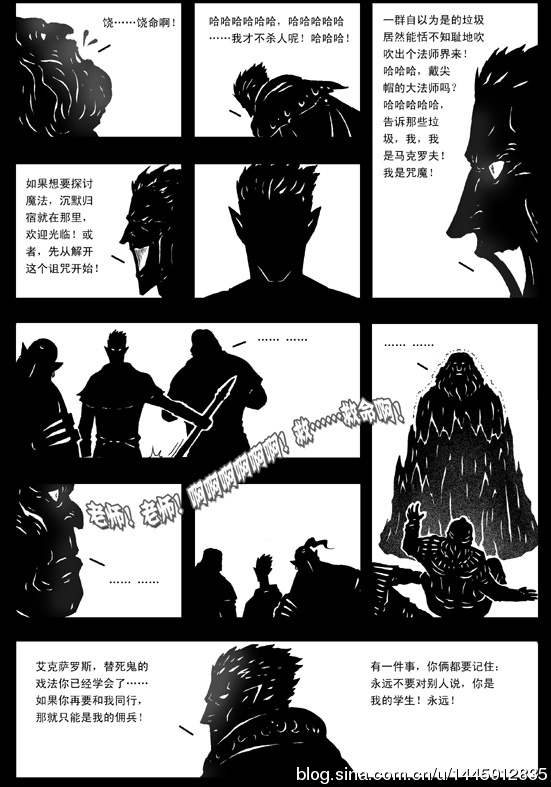 饶……饶命啊！
哈哈哈哈哈哈，哈哈哈哈哈
……我才不杀人呢！哈哈哈！
一群自以为是的垃圾
居然能恬不知耻地吹
吹出个法师界来！
哈哈哈，戴尖
帽的大法师吗？
哈哈哈哈哈，
告诉那些垃
圾，我，我
是马克罗夫！
我是咒魔！
如果想要探讨
魔法，沉默归
宿就在那里，
欢迎光临！或
者，先从解开
这个诅咒开始！
…… ……
…… ……
老师！老师！啊啊啊啊啊啊！救……救命啊！
…… ……
艾克萨罗斯，替死鬼的
戏法你已经学会了……
如果你再要和我同行，
那就只能是我的佣兵！
有一件事，你俩都要记住：
永远不要对别人说，你是
我的学生！永远！
blog.sina.com.cn/u/1445912835